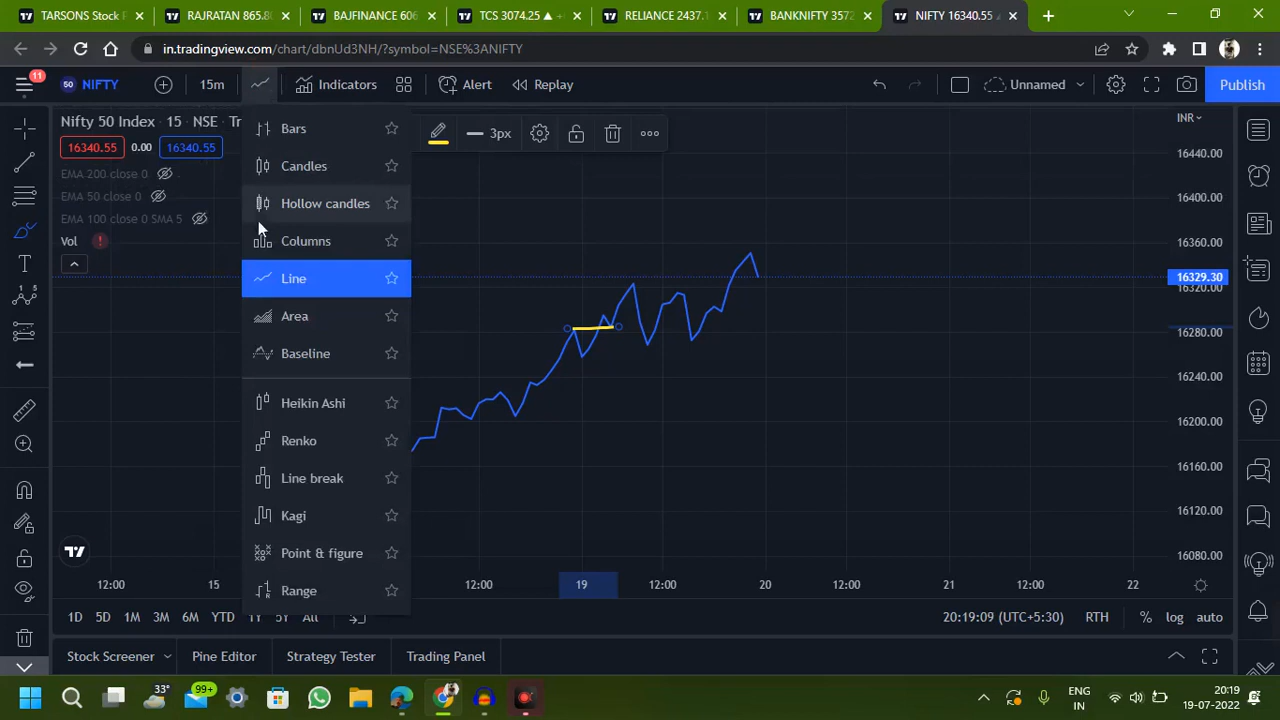 TARSONS Stock P
RAJRATAN 865.80
BAJFINANCE 606
TCS 3074.25 ▲ +
RELIANCE 2437.1
BANKNIFTY 3572
NIFTY 16340.55 ▲
in.tradingview.com/chart/dbnUd3NH/?symbol=NSE%3ANIFTY
11
50 NIFTY
15m
Indicators
Alert
Replay
Unnamed
Publish
Nifty 50 Index · 15 · NSE · Tr
16340.55 0.00 16340.55
EMA 200 close 0
EMA 50 close 0
EMA 100 close 0 SMA 5
Vol !
Bars
Candles
Hollow candles
Columns
Line
Area
Baseline
Heikin Ashi
Renko
Line break
Kagi
Point & figure
Range
3px
INR
16440.00
16400.00
16360.00
16329.30
16320.00
16280.00
16240.00
16200.00
16160.00
16120.00
16080.00
12:00 15 12:00 19 12:00 20 12:00 21 12:00 22
1D 5D 1M 3M 6M YTD 1Y 5Y All
20:19:09 (UTC+5:30) RTH % log auto
Stock Screener Pine Editor Strategy Tester Trading Panel
33°
99+
ENG
IN
20:19
19-07-2022